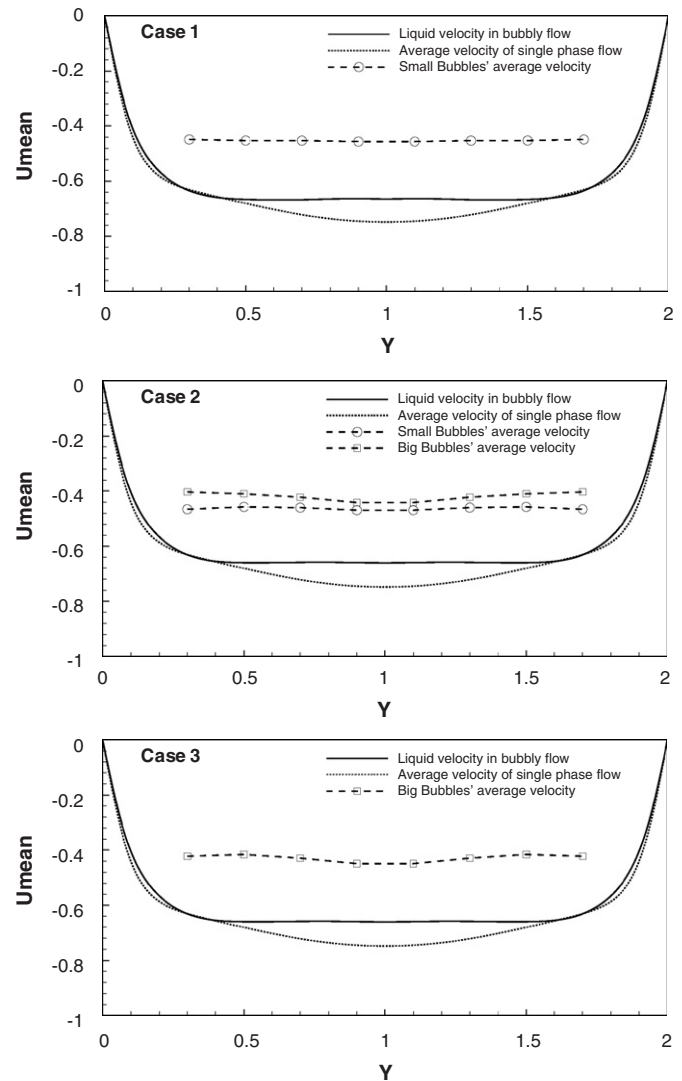 Case 1
Liquid velocity in bubbly flow
Average velocity of single phase flow
Small Bubbles' average velocity
Umean
0
-0.2
-0.4
-0.6
-0.8
-1
0 0.5 1 1.5 2
Y
Case 2
Liquid velocity in bubbly flow
Average velocity of single phase flow
Small Bubbles' average velocity
Big Bubbles' average velocity
Umean
0
-0.2
-0.4
-0.6
-0.8
-1
0 0.5 1 1.5 2
Y
Case 3
Liquid velocity in bubbly flow
Average velocity of single phase flow
Big Bubbles' average velocity
Umean
0
-0.2
-0.4
-0.6
-0.8
-1
0 0.5 1 1.5 2
Y